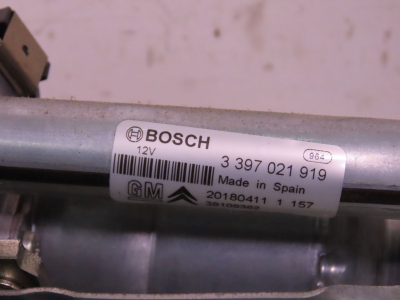 BOSCH
12V
3 397 021 919
984
Made in Spain
GM
20180411 1 157